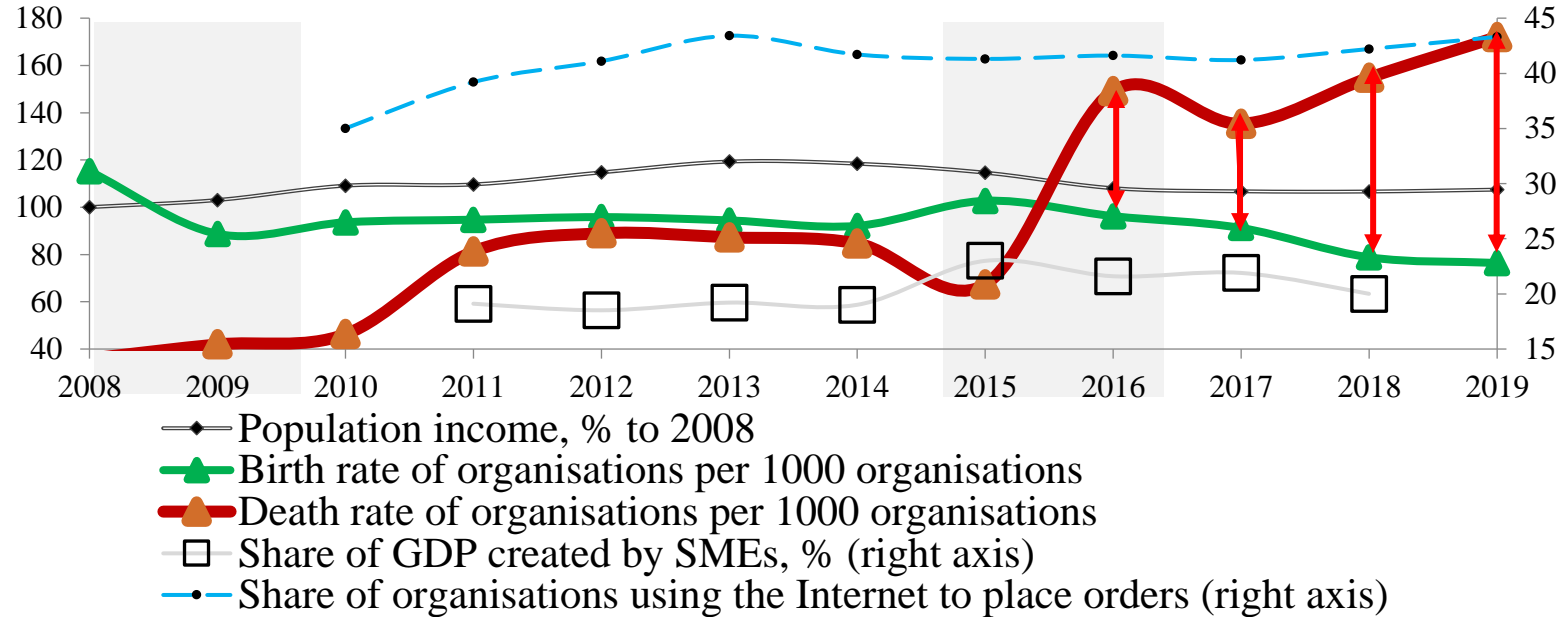 180
160
140
120
100
80
60
40
45
40
35
30
25
20
15
2008 2009 2010 2011 2012 2013 2014 2015 2016 2017 2018 2019
Population income, % to 2008
Birth rate of organisations per 1000 organisations
Death rate of organisations per 1000 organisations
Share of GDP created by SMEs, % (right axis)
Share of organisations using the Internet to place orders (right axis)